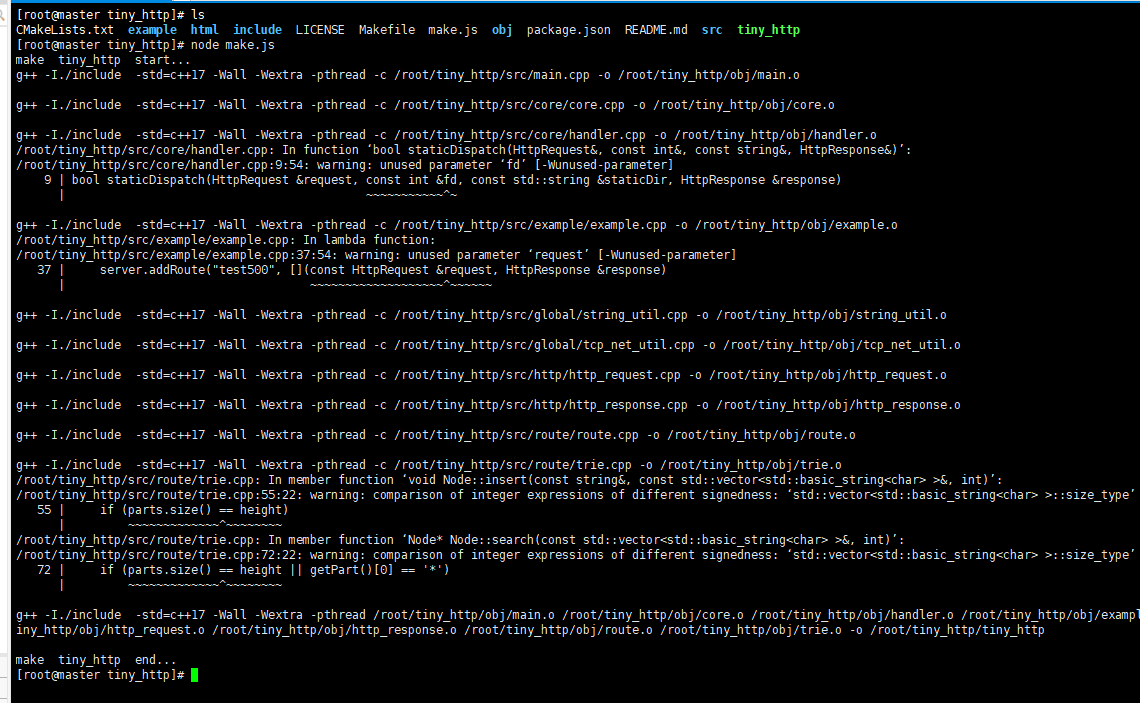 [root@master tiny_http]# ls
CMakeLists.txt  example  html  include  LICENSE  Makefile  make.js  obj  package.json  README.md  src  tiny_http
[root@master tiny_http]# node make.js
make  tiny_http  start...
g++ -I./include  -std=c++17 -Wall -Wextra -pthread -c /root/tiny_http/src/main.cpp -o /root/tiny_http/obj/main.o
g++ -I./include  -std=c++17 -Wall -Wextra -pthread -c /root/tiny_http/src/core/core.cpp -o /root/tiny_http/obj/core.o
g++ -I./include  -std=c++17 -Wall -Wextra -pthread -c /root/tiny_http/src/core/handler.cpp -o /root/tiny_http/obj/handler.o
/root/tiny_http/src/core/handler.cpp: In function ‘bool staticDispatch(HttpRequest&, const int&, const string&, HttpResponse&)’:
/root/tiny_http/src/core/handler.cpp:9:54: warning: unused parameter ‘fd’ [-Wunused-parameter]
    9 | bool staticDispatch(HttpRequest &request, const int &fd, const std::string &staticDir, HttpResponse &response)
      |                                           ~~~~~~~~~~~^~
g++ -I./include  -std=c++17 -Wall -Wextra -pthread -c /root/tiny_http/src/example/example.cpp -o /root/tiny_http/obj/example.o
/root/tiny_http/src/example/example.cpp: In lambda function:
/root/tiny_http/src/example/example.cpp:37:54: warning: unused parameter ‘request’ [-Wunused-parameter]
   37 |     server.addRoute("test500", [](const HttpRequest &request, HttpResponse &response)
      |                                   ~~~~~~~~~~~~~~~~~~~^~~~~~~
g++ -I./include  -std=c++17 -Wall -Wextra -pthread -c /root/tiny_http/src/global/string_util.cpp -o /root/tiny_http/obj/string_util.o
g++ -I./include  -std=c++17 -Wall -Wextra -pthread -c /root/tiny_http/src/global/tcp_net_util.cpp -o /root/tiny_http/obj/tcp_net_util.o
g++ -I./include  -std=c++17 -Wall -Wextra -pthread -c /root/tiny_http/src/http/http_request.cpp -o /root/tiny_http/obj/http_request.o
g++ -I./include  -std=c++17 -Wall -Wextra -pthread -c /root/tiny_http/src/http/http_response.cpp -o /root/tiny_http/obj/http_response.o
g++ -I./include  -std=c++17 -Wall -Wextra -pthread -c /root/tiny_http/src/route/route.cpp -o /root/tiny_http/obj/route.o
g++ -I./include  -std=c++17 -Wall -Wextra -pthread -c /root/tiny_http/src/route/trie.cpp -o /root/tiny_http/obj/trie.o
/root/tiny_http/src/route/trie.cpp: In member function ‘void Node::insert(const string&, const std::vector<std::basic_string<char> >&, int)’:
/root/tiny_http/src/route/trie.cpp:55:22: warning: comparison of integer expressions of different signedness: ‘std::vector<std::basic_string<char> >::size_type’
   55 |     if (parts.size() == height)
      |         ~~~~~~~~~~~~~^~~~~~~~~
/root/tiny_http/src/route/trie.cpp: In member function ‘Node* Node::search(const std::vector<std::basic_string<char> >&, int)’:
/root/tiny_http/src/route/trie.cpp:72:22: warning: comparison of integer expressions of different signedness: ‘std::vector<std::basic_string<char> >::size_type’
   72 |     if (parts.size() == height || getPart()[0] == '*')
      |         ~~~~~~~~~~~~~^~~~~~~~~
g++ -I./include  -std=c++17 -Wall -Wextra -pthread /root/tiny_http/obj/main.o /root/tiny_http/obj/core.o /root/tiny_http/obj/handler.o /root/tiny_http/obj/exampl
iny_http/obj/http_request.o /root/tiny_http/obj/http_response.o /root/tiny_http/obj/route.o /root/tiny_http/obj/trie.o -o /root/tiny_http/tiny_http
make  tiny_http  end...
[root@master tiny_http]#